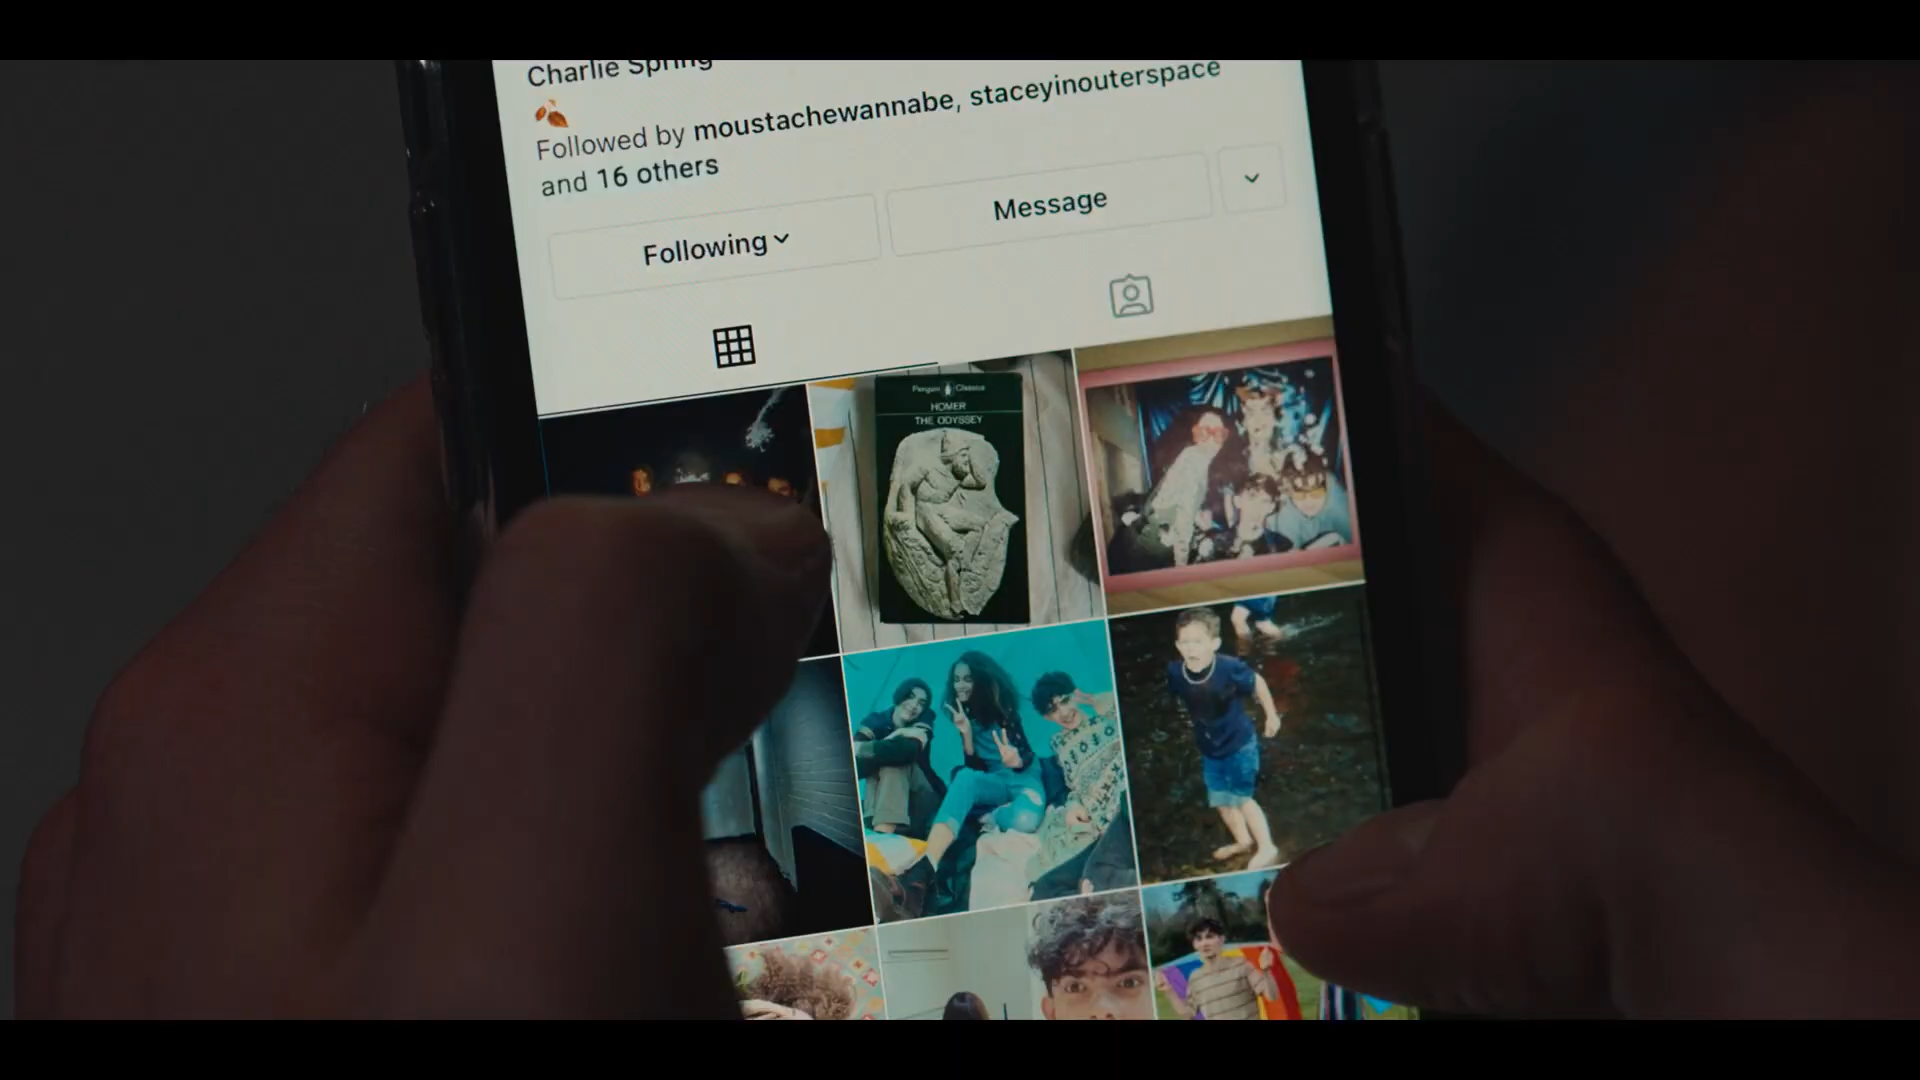 Charlie Spring
Followed by moustachewannabe, staceyinouterspace
and 16 others
Following
Message
Penguin Classics
HOMER
THE ODYSSEY